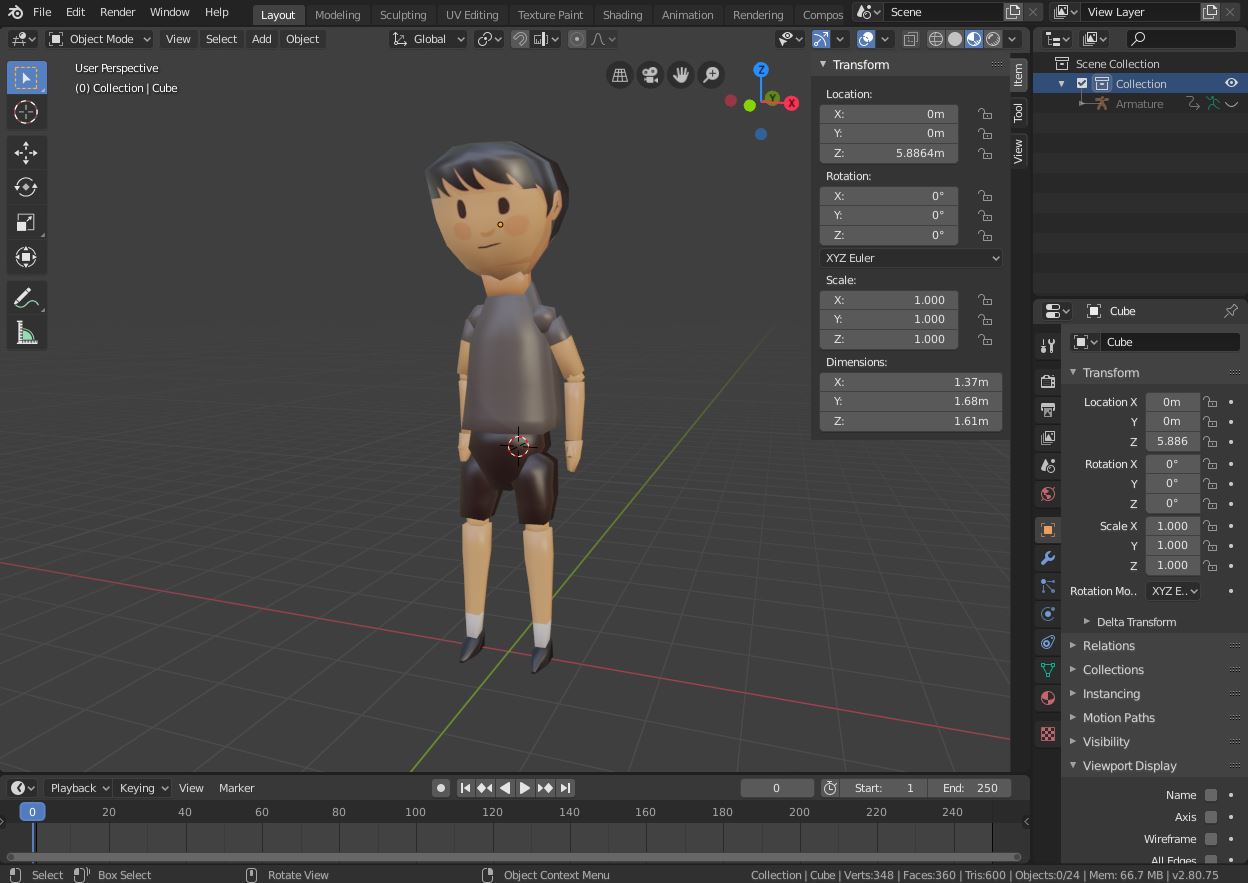 File Edit Render Window Help Layout Modeling Sculpting UV Editing Texture Paint Shading Animation Rendering Compos Scene View Layer
Object Mode View Select Add Object Global
User Perspective
(0) Collection | Cube
Z
Y
X
Transform
Location:
X: 0m
Y: 0m
Z: 5.8864m
Rotation:
X: 0°
Y: 0°
Z: 0°
XYZ Euler
Scale:
X: 1.000
Y: 1.000
Z: 1.000
Dimensions:
X: 1.37m
Y: 1.68m
Z: 1.61m
Item
Tool
View
Scene Collection
Collection
Armature
Cube
Cube
Transform
Location X 0m
Y 0m
Z 5.886
Rotation X 0°
Y 0°
Z 0°
Scale X 1.000
Y 1.000
Z 1.000
Rotation Mo.. XYZ E..
Delta Transform
Relations
Collections
Instancing
Motion Paths
Visibility
Viewport Display
Name
Axis
Wireframe
All Edges
Playback Keying View Marker 0 Start: 1 End: 250
0 20 40 60 80 100 120 140 160 180 200 220 240
Select Box Select Rotate View Object Context Menu Collection | Cube | Verts:348 | Faces:360 | Tris:600 | Objects:0/24 | Mem: 66.7 MB | v2.80.75